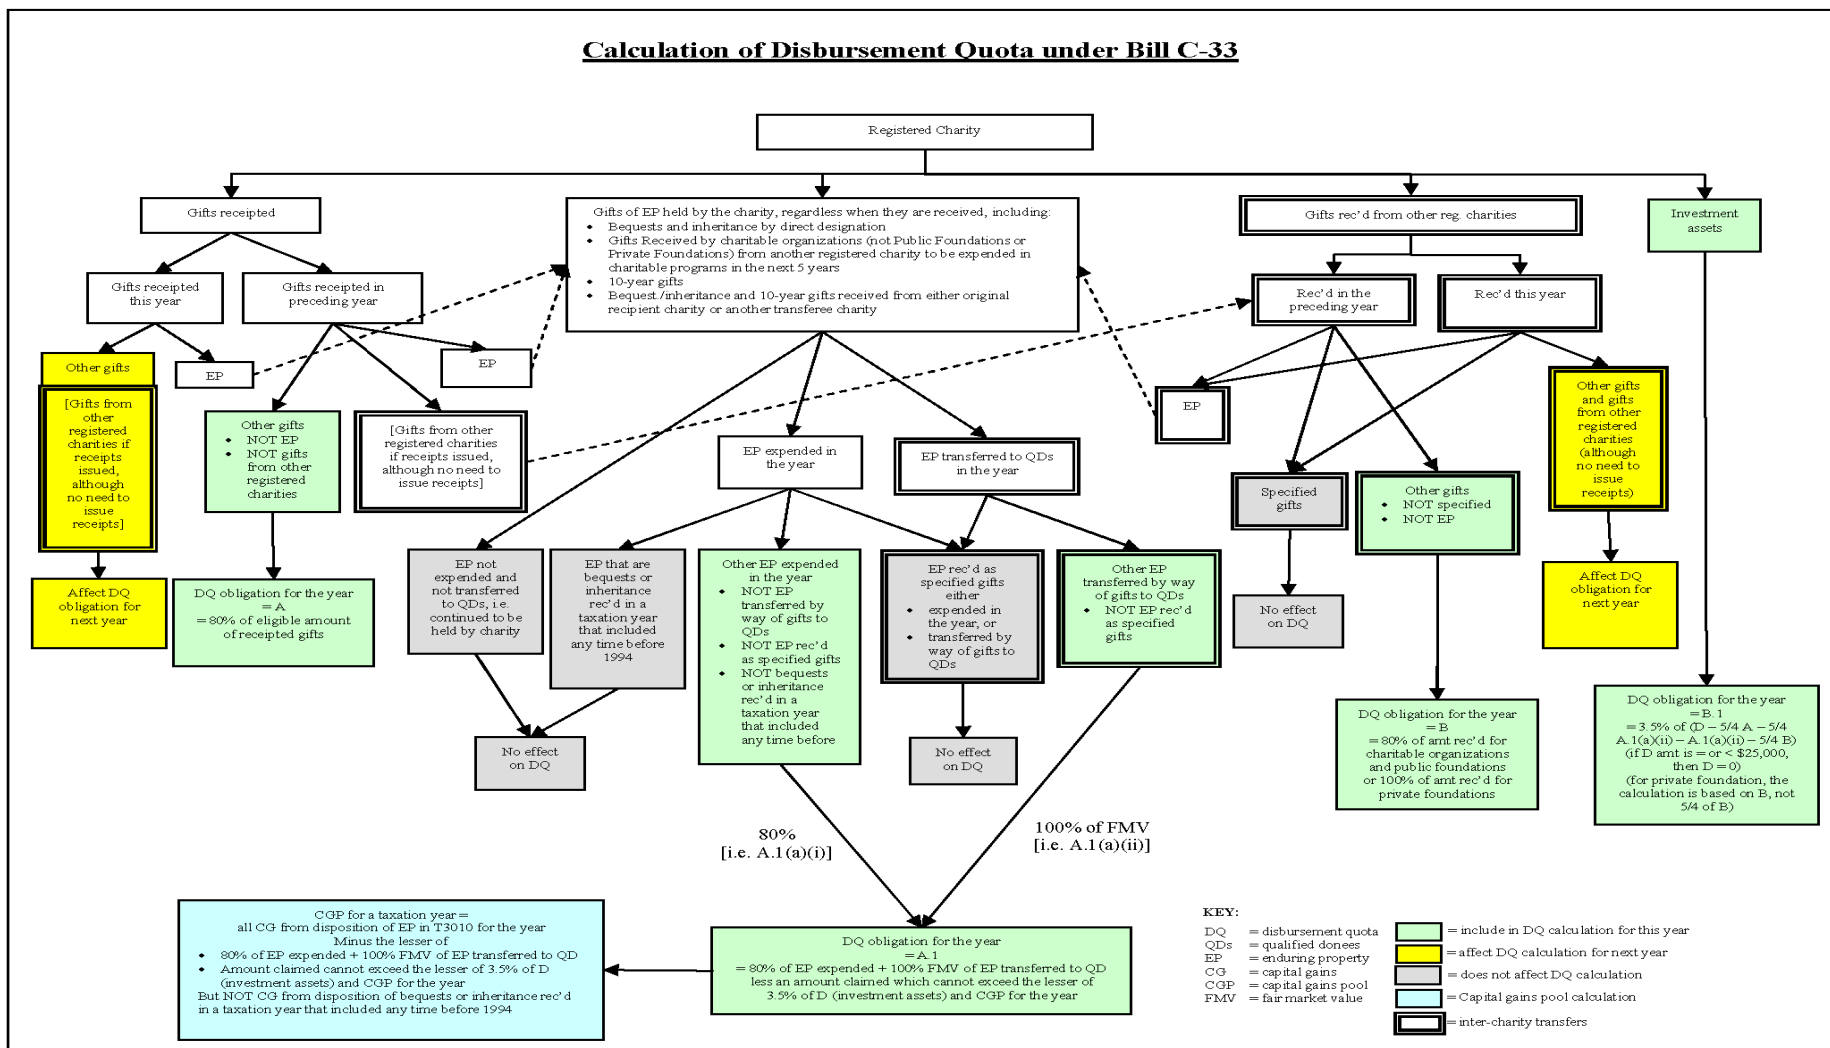 Calculation of Disbursement Quota under Bill C-33
Registered Charity
Gifts receipted
Gifts of EP held by the charity, regardless when they are received, including:
• Bequests and inheritance by direct designation
• Gifts Received by charitable organizations (not Public Foundations or
Private Foundations) from another registered charity to be expended in
charitable programs in the next 5 years
• 10-year gifts
• Bequest./inheritance and 10-year gifts received from either original
recipient charity or another transferee charity
Gifts rec'd from other reg. charities
Investment
assets
Gifts receipted
this year
Gifts receipted in
preceding year
Rec'd in the
preceding year
Rec'd this year
Other gifts
[Gifts from
other
registered
charities if
receipts
issued,
although
no need to
issue
receipts]
EP
EP
Other gifts
• NOT EP
• NOT gifts
from other
registered
charities
[Gifts from other
registered charities
if receipts issued,
although no need to
issue receipts]
EP expended in
the year
EP transferred to QDs
in the year
EP
Specified
gifts
Other gifts
• NOT specified
• NOT EP
Other gifts
and gifts
from other
registered
charities
(although
no need to
issue
receipts)
Affect DQ
obligation for
next year
DQ obligation for the year
= A
= 80% of eligible amount
of receipted gifts
EP not
expended and
not transferred
to QDs, i.e.
continued to be
held by charity
EP that are
bequests or
inheritance
rec'd in a
taxation year
that included
any time before
1994
Other EP expended
in the year
• NOT EP
transferred by
way of gifts to
QDs
• NOT EP rec'd
as specified gifts
• NOT bequests
or inheritance
rec'd in a
taxation year
that included
any time before
EP rec'd as
specified gifts
either
• expended in
the year, or
• transferred by
way of gifts to
QDs
Other EP
transferred by way
of gifts to QDs
• NOT EP rec'd
as specified
gifts
No effect
on DQ
Affect DQ
obligation for
next year
No effect
on DQ
No effect
on DQ
DQ obligation for the year
= B
= 80% of amt rec'd for
charitable organizations
and public foundations
or 100% of amt rec'd for
private foundations
DQ obligation for the year
= B.1
= 3.5% of (D – 5/4 A – 5/4
A.1(a)(ii) – A.1(a)(ii) – 5/4 B)
(if D amt is = or < $25,000,
then D = 0)
(for private foundation, the
calculation is based on B, not
5/4 of B)
80%
[i.e. A.1(a)(i)]
100% of FMV
[i.e. A.1(a)(ii)]
CGP for a taxation year =
all CG from disposition of EP in T3010 for the year
Minus the lesser of
• 80% of EP expended + 100% FMV of EP transferred to QD
• Amount claimed cannot exceed the lesser of 3.5% of D
(investment assets) and CGP for the year
But NOT CG from disposition of bequests or inheritance rec'd
in a taxation year that included any time before 1994
DQ obligation for the year
= A.1
= 80% of EP expended + 100% FMV of EP transferred to QD
less an amount claimed which cannot exceed the lesser of
3.5% of D (investment assets) and CGP for the year
KEY:
DQ = disbursement quota
QDs = qualified donees
EP = enduring property
CG = capital gains
CGP = capital gains pool
FMV = fair market value
= include in DQ calculation for this year
= affect DQ calculation for next year
= does not affect DQ calculation
= Capital gains pool calculation
= inter-charity transfers